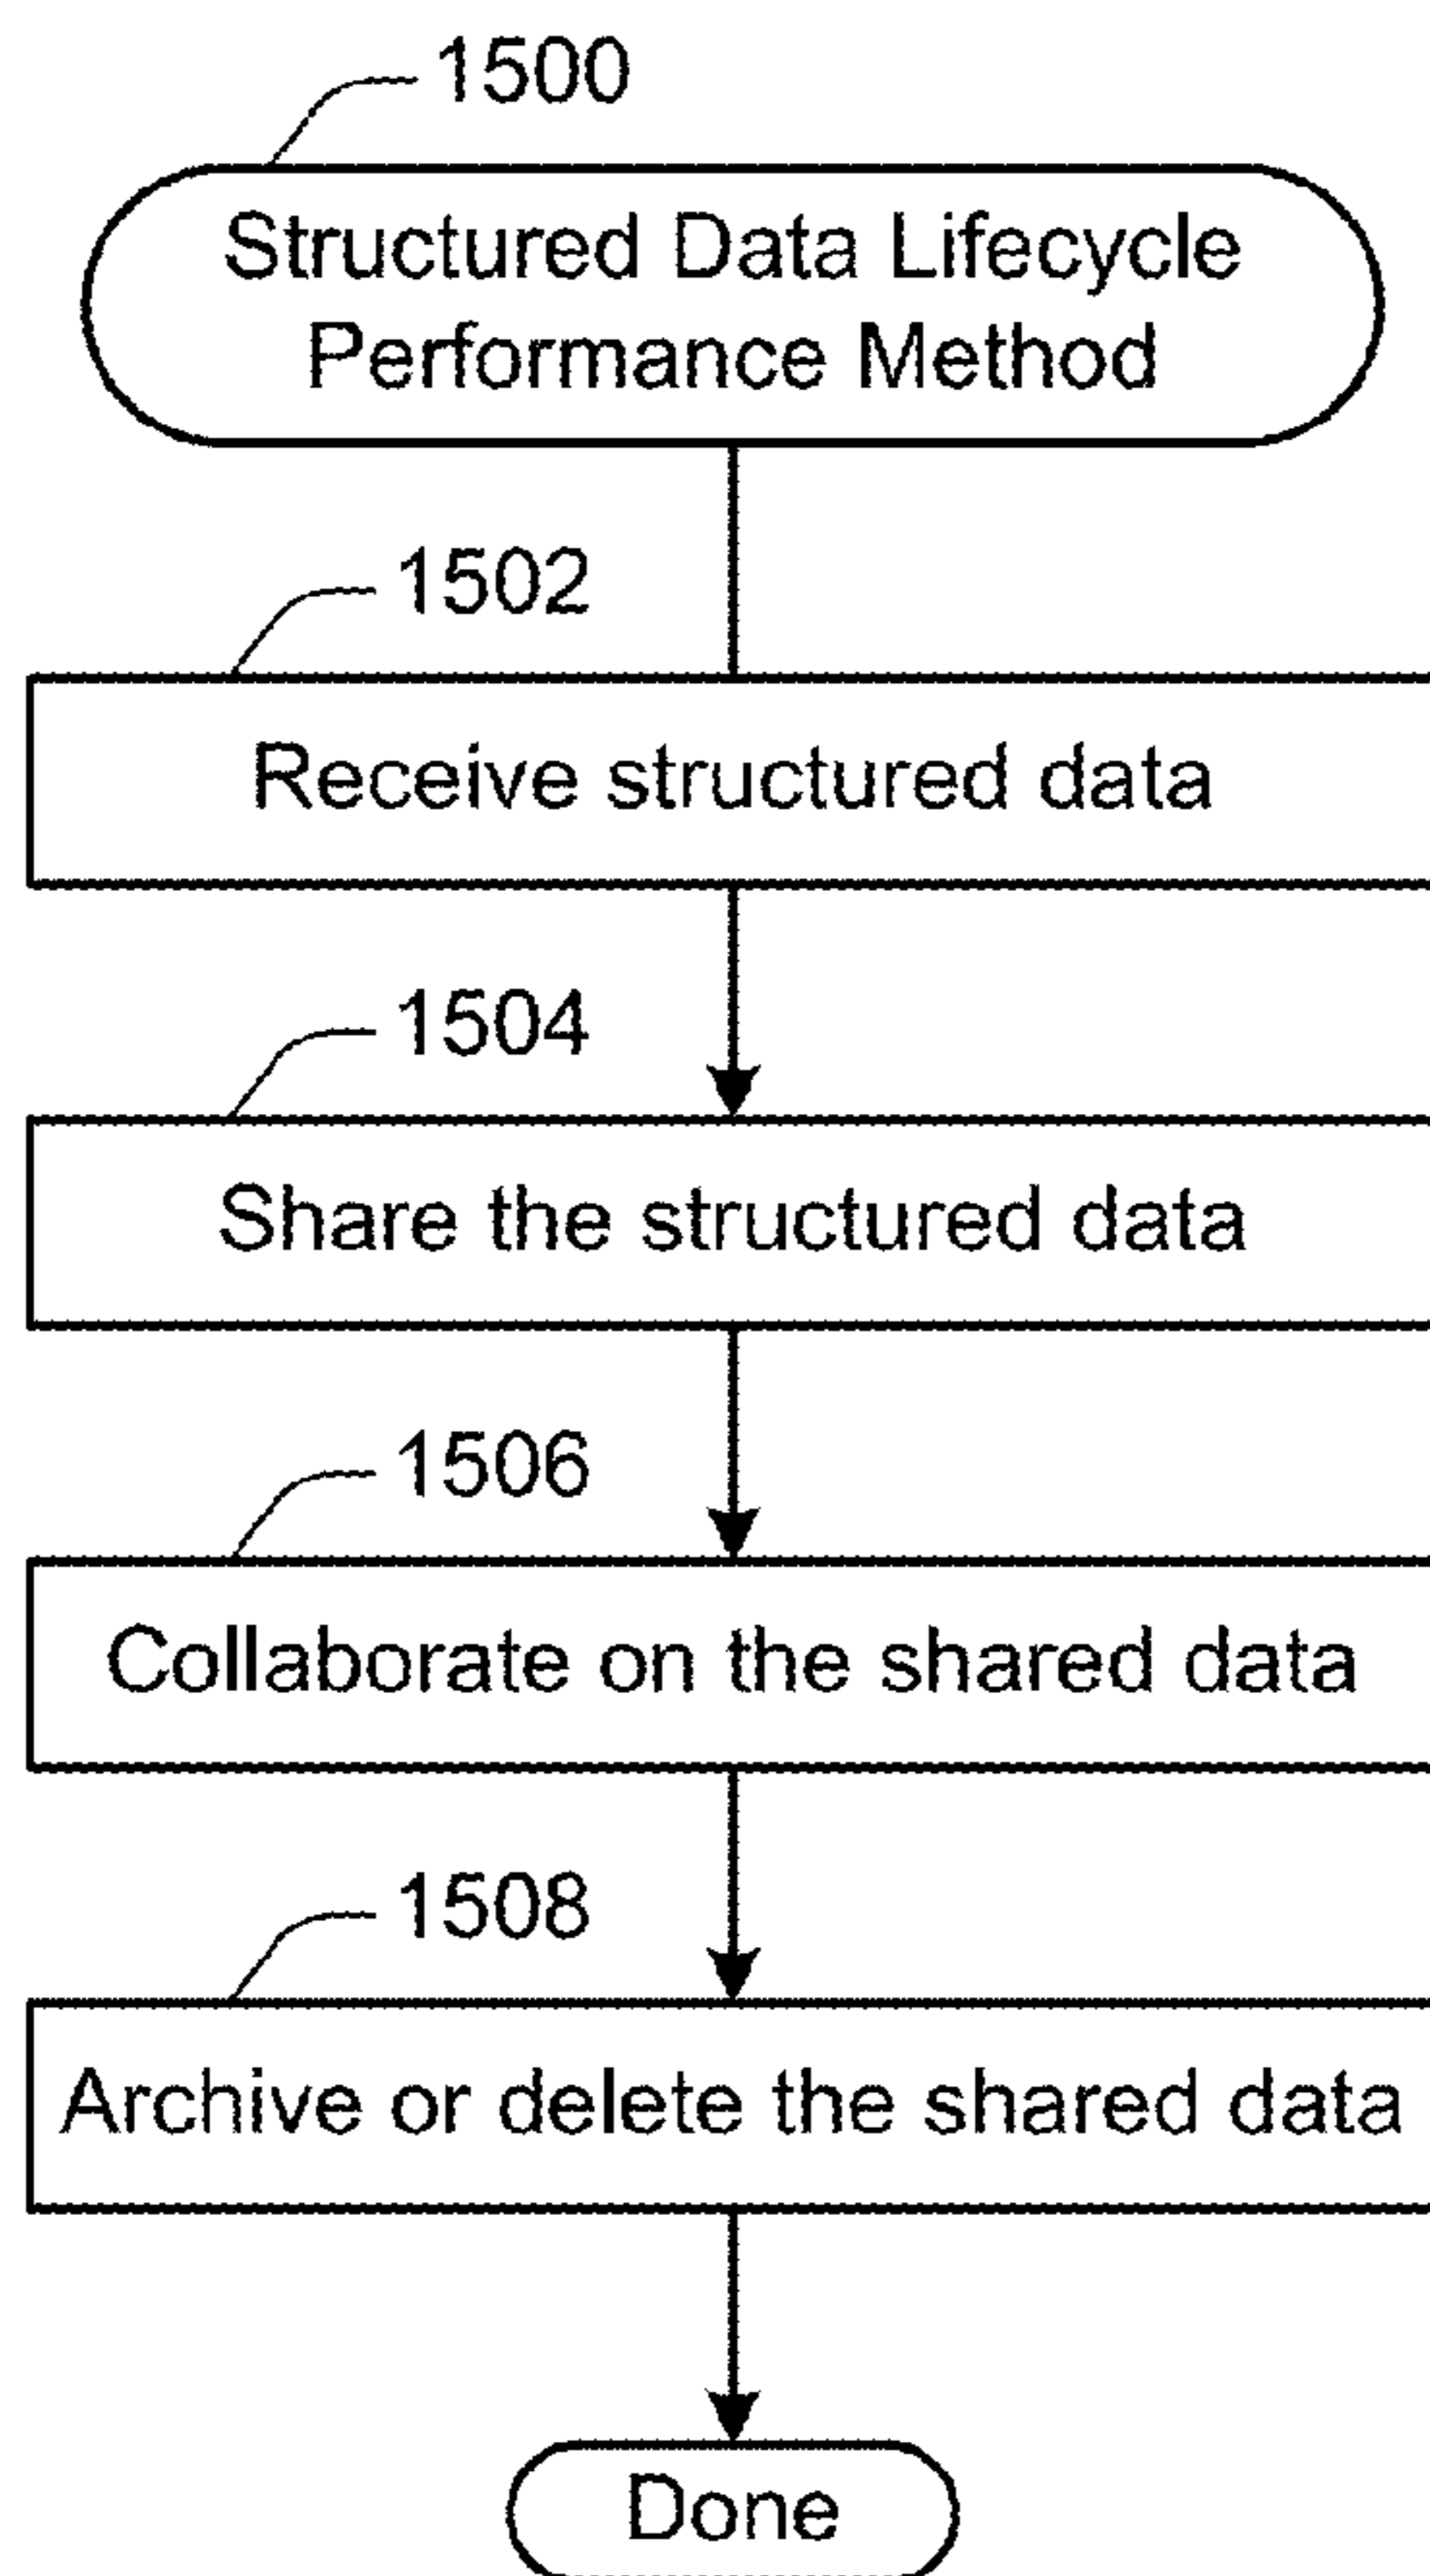 1500
Structured Data Lifecycle
Performance Method
1502
Receive structured data
1504
Share the structured data
1506
Collaborate on the shared data
1508
Archive or delete the shared data
Done